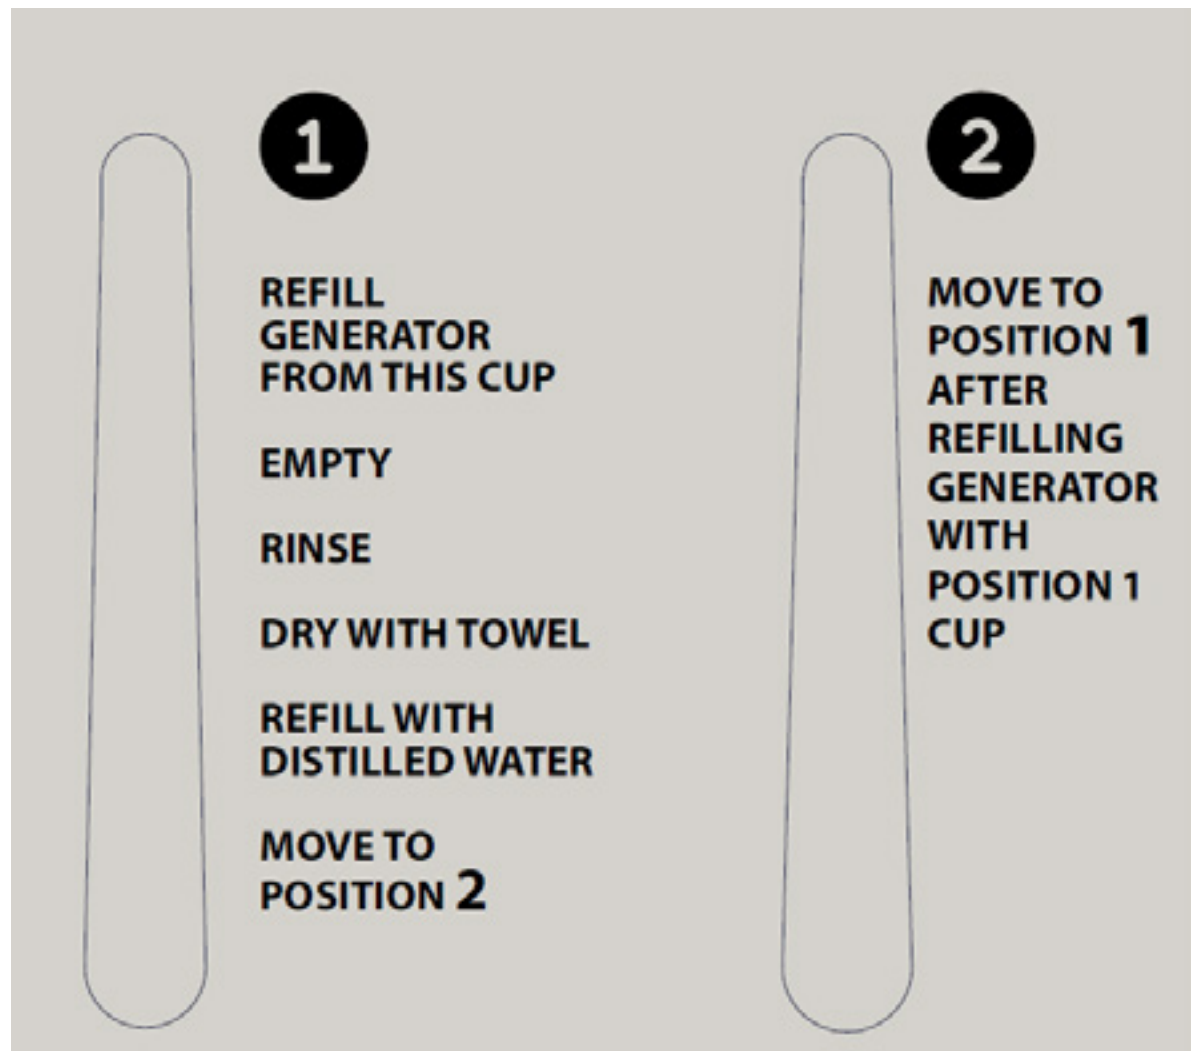 1
REFILL
GENERATOR
FROM THIS CUP
EMPTY
RINSE
DRY WITH TOWEL
REFILL WITH
DISTILLED WATER
MOVE TO
POSITION 2
2
MOVE TO
POSITION 1
AFTER
REFILLING
GENERATOR
WITH
POSITION 1
CUP